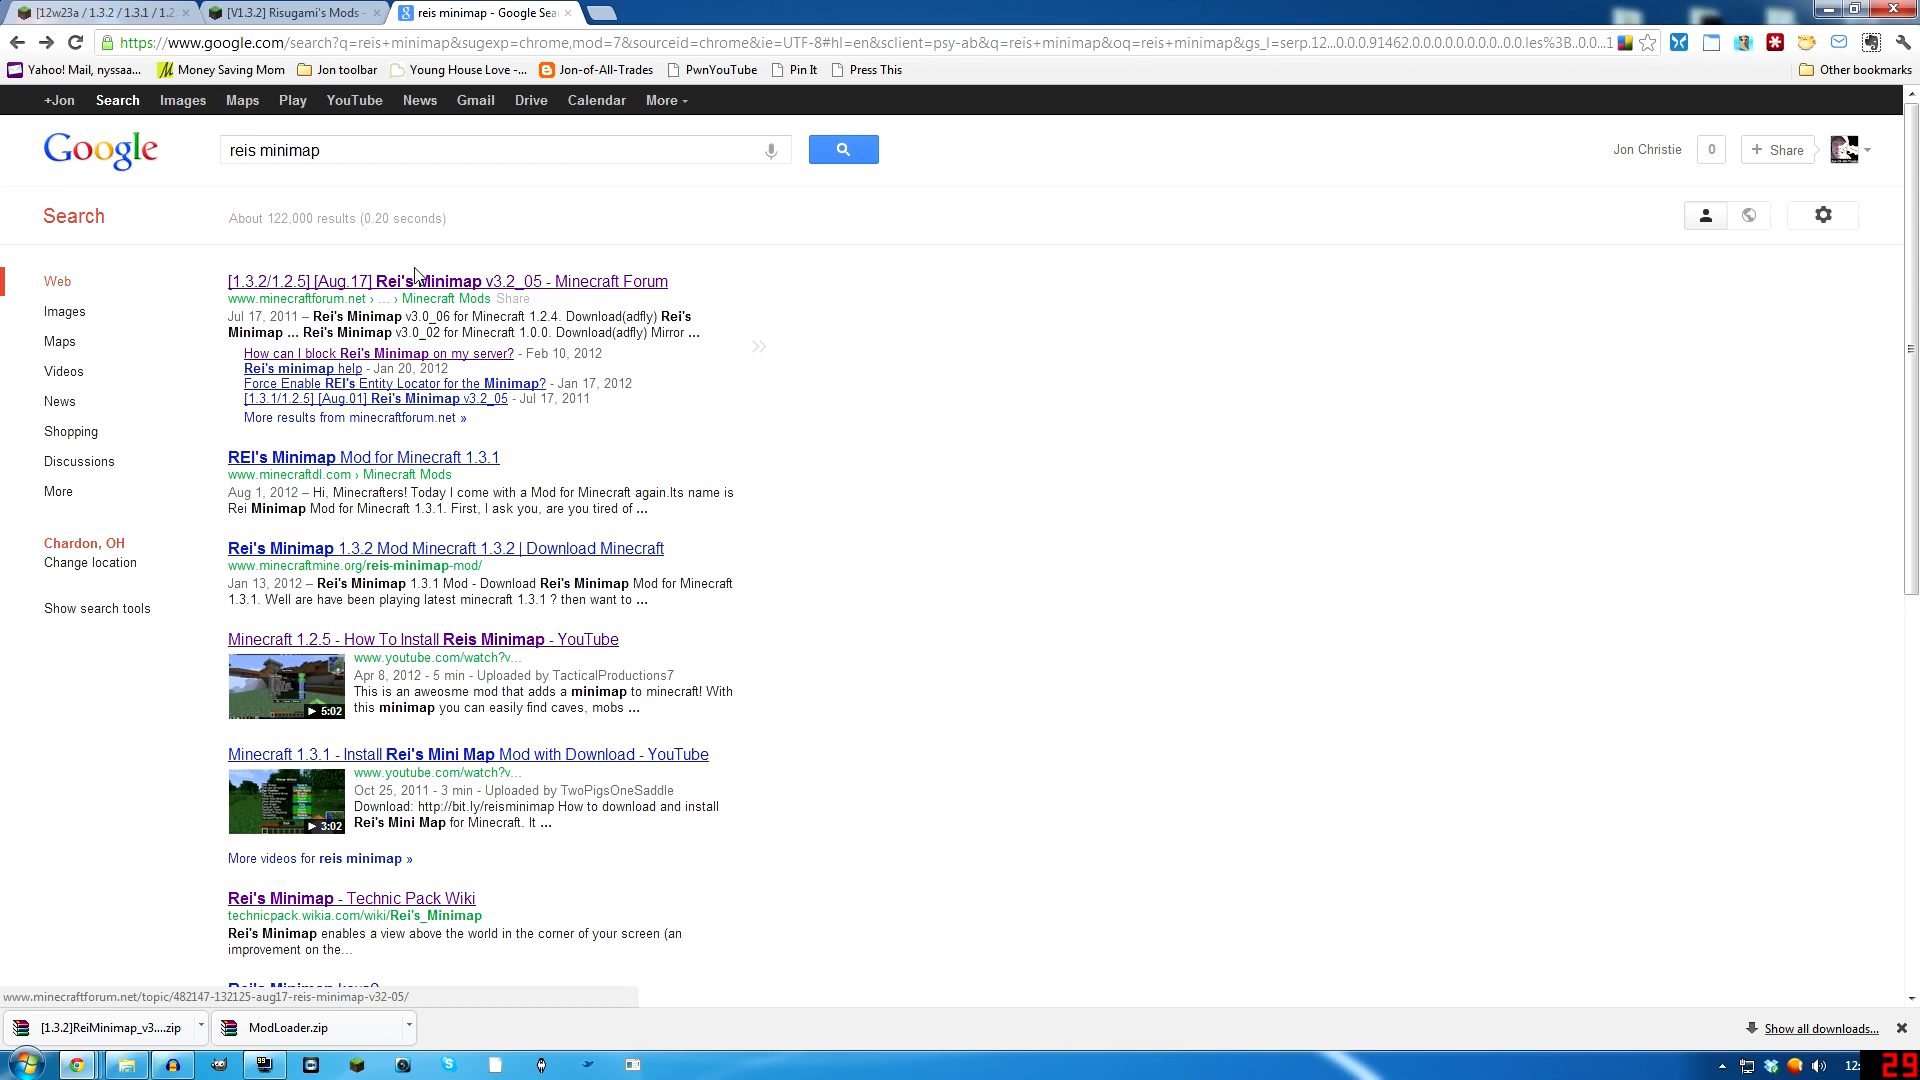 [12w23a / 1.3.2 / 1.3.1 / 1.2.
[V1.3.2] Risugami's Mods -
reis minimap - Google Sea
https://www.google.com/search?q=reis+minimap&sugexp=chrome,mod=7&sourceid=chrome&ie=UTF-8#hl=en&sclient=psy-ab&q=reis+minimap&oq=reis+minimap&gs_l=serp.12...0.0.0.91462.0.0.0.0.0.0.0.0..0.0.les%3B..0.0...1
Yahoo! Mail, nyssaa...
Money Saving Mom
Jon toolbar
Young House Love -...
Jon-of-All-Trades
PwnYouTube
Pin It
Press This
Other bookmarks
+Jon Search Images Maps Play YouTube News Gmail Drive Calendar More
Google
reis minimap
Jon Christie
0
+ Share
Search
About 122,000 results (0.20 seconds)
Web
Images
Maps
Videos
News
Shopping
Discussions
More
Chardon, OH
Change location
Show search tools
[1.3.2/1.2.5] [Aug.17] Rei's Minimap v3.2_05 - Minecraft Forum
www.minecraftforum.net › ... › Minecraft Mods Share
Jul 17, 2011 – Rei's Minimap v3.0_06 for Minecraft 1.2.4. Download(adfly) Rei's
Minimap ... Rei's Minimap v3.0_02 for Minecraft 1.0.0. Download(adfly) Mirror ...
How can I block Rei's Minimap on my server? - Feb 10, 2012
Rei's minimap help - Jan 20, 2012
Force Enable REI's Entity Locator for the Minimap? - Jan 17, 2012
[1.3.1/1.2.5] [Aug.01] Rei's Minimap v3.2_05 - Jul 17, 2011
More results from minecraftforum.net »
REI's Minimap Mod for Minecraft 1.3.1
www.minecraftdl.com › Minecraft Mods
Aug 1, 2012 – Hi, Minecrafters! Today I come with a Mod for Minecraft again.Its name is
Rei Minimap Mod for Minecraft 1.3.1. First, I ask you, are you tired of ...
Rei's Minimap 1.3.2 Mod Minecraft 1.3.2 | Download Minecraft
www.minecraftmine.org/reis-minimap-mod/
Jan 13, 2012 – Rei's Minimap 1.3.1 Mod - Download Rei's Minimap Mod for Minecraft
1.3.1. Well are have been playing latest minecraft 1.3.1 ? then want to ...
Minecraft 1.2.5 - How To Install Reis Minimap - YouTube
www.youtube.com/watch?v...
Apr 8, 2012 - 5 min - Uploaded by TacticalProductions7
This is an aweosme mod that adds a minimap to minecraft! With
this minimap you can easily find caves, mobs ...
5:02
Minecraft 1.3.1 - Install Rei's Mini Map Mod with Download - YouTube
www.youtube.com/watch?v...
Oct 25, 2011 - 3 min - Uploaded by TwoPigsOneSaddle
Download: http://bit.ly/reisminimap How to download and install
Rei's Mini Map for Minecraft. It ...
3:02
More videos for reis minimap »
Rei's Minimap - Technic Pack Wiki
technicpack.wikia.com/wiki/Rei's_Minimap
Rei's Minimap enables a view above the world in the corner of your screen (an
improvement on the...
www.minecraftforum.net/topic/482147-132125-aug17-reis-minimap-v32-05/
[1.3.2]ReiMinimap_v3....zip
ModLoader.zip
Show all downloads...
99
12:
29